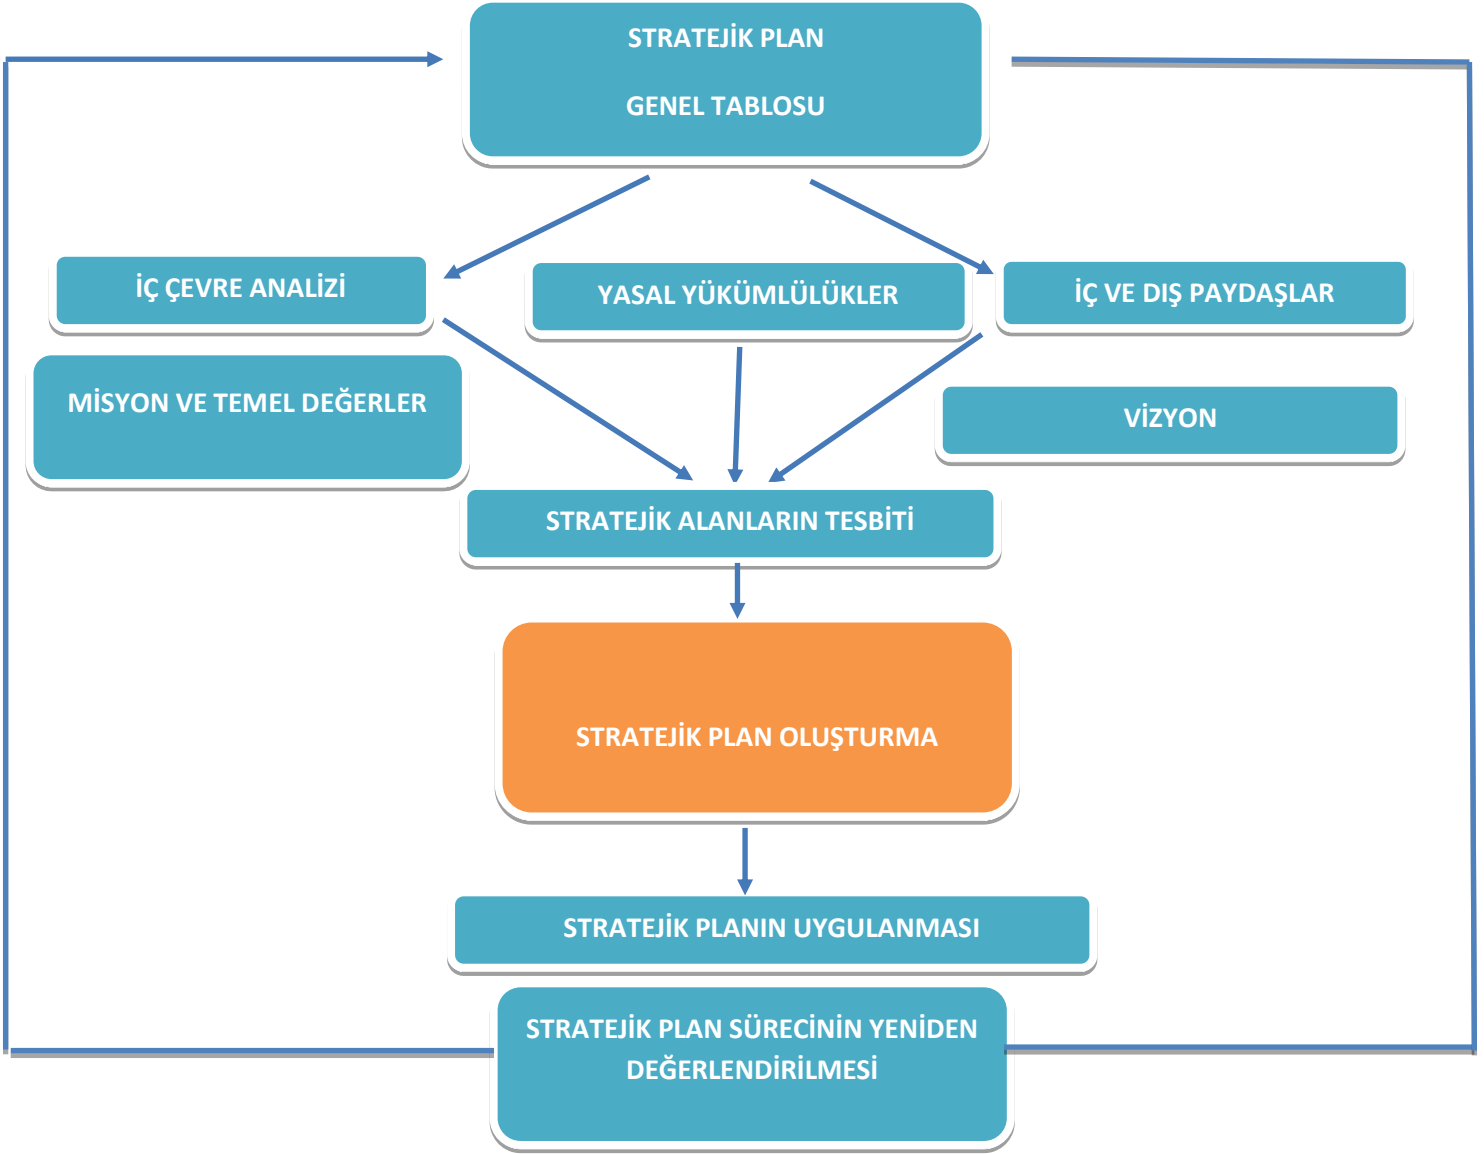 STRATEJİK PLAN
GENEL TABLOSU
İÇ ÇEVRE ANALİZİ
YASAL YÜKÜMLÜLÜKLER
İÇ VE DIŞ PAYDAŞLAR
MİSYON VE TEMEL DEĞERLER
VİZYON
STRATEJİK ALANLARIN TESBİTİ
STRATEJİK PLAN OLUŞTURMA
STRATEJİK PLANIN UYGULANMASI
STRATEJİK PLAN SÜRECİNİN YENİDEN
DEĞERLENDİRİLMESİ